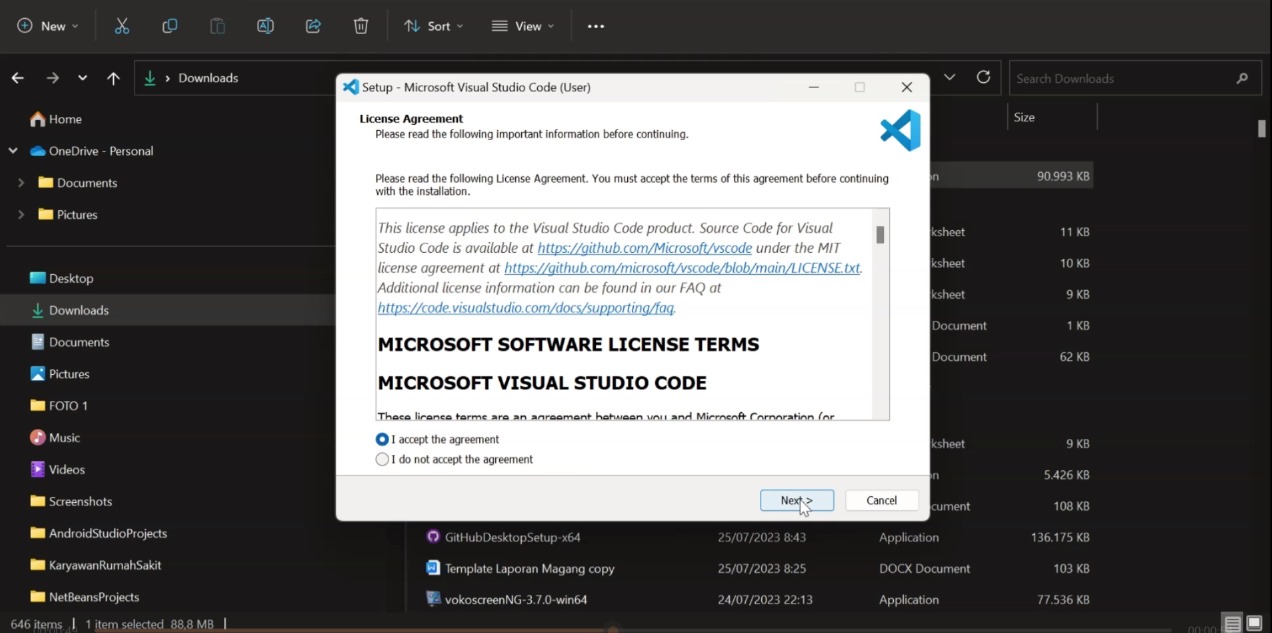 New
Sort
View
Downloads
Search Downloads
Home
OneDrive - Personal
Documents
Pictures
Desktop
Downloads
Documents
Pictures
FOTO 1
Music
Videos
Screenshots
AndroidStudioProjects
KaryawanRumahSakit
NetBeansProjects
Setup - Microsoft Visual Studio Code (User)
License Agreement
Please read the following important information before continuing.
Please read the following License Agreement. You must accept the terms of this agreement before continuing
with the installation.
This license applies to the Visual Studio Code product. Source Code for Visual
Studio Code is available at https://github.com/Microsoft/vscode under the MIT
license agreement at https://github.com/microsoft/vscode/blob/main/LICENSE.txt.
Additional license information can be found in our FAQ at
https://code.visualstudio.com/docs/supporting/faq.
MICROSOFT SOFTWARE LICENSE TERMS
MICROSOFT VISUAL STUDIO CODE
These license terms are an agreement between you and Microsoft Corporation (or
I accept the agreement
I do not accept the agreement
Next >
Cancel
Size
90.993 KB
ksheet 11 KB
ksheet 10 KB
ksheet 9 KB
Document 1 KB
Document 62 KB
ksheet 9 KB
5.426 KB
cument 108 KB
GitHubDesktopSetup-x64 25/07/2023 8:43 Application 136.175 KB
Template Laporan Magang copy 25/07/2023 8:25 DOCX Document 103 KB
vokoscreenNG-3.7.0-win64 24/07/2023 22:13 Application 77.536 KB
646 items 1 item selected 88,8 MB